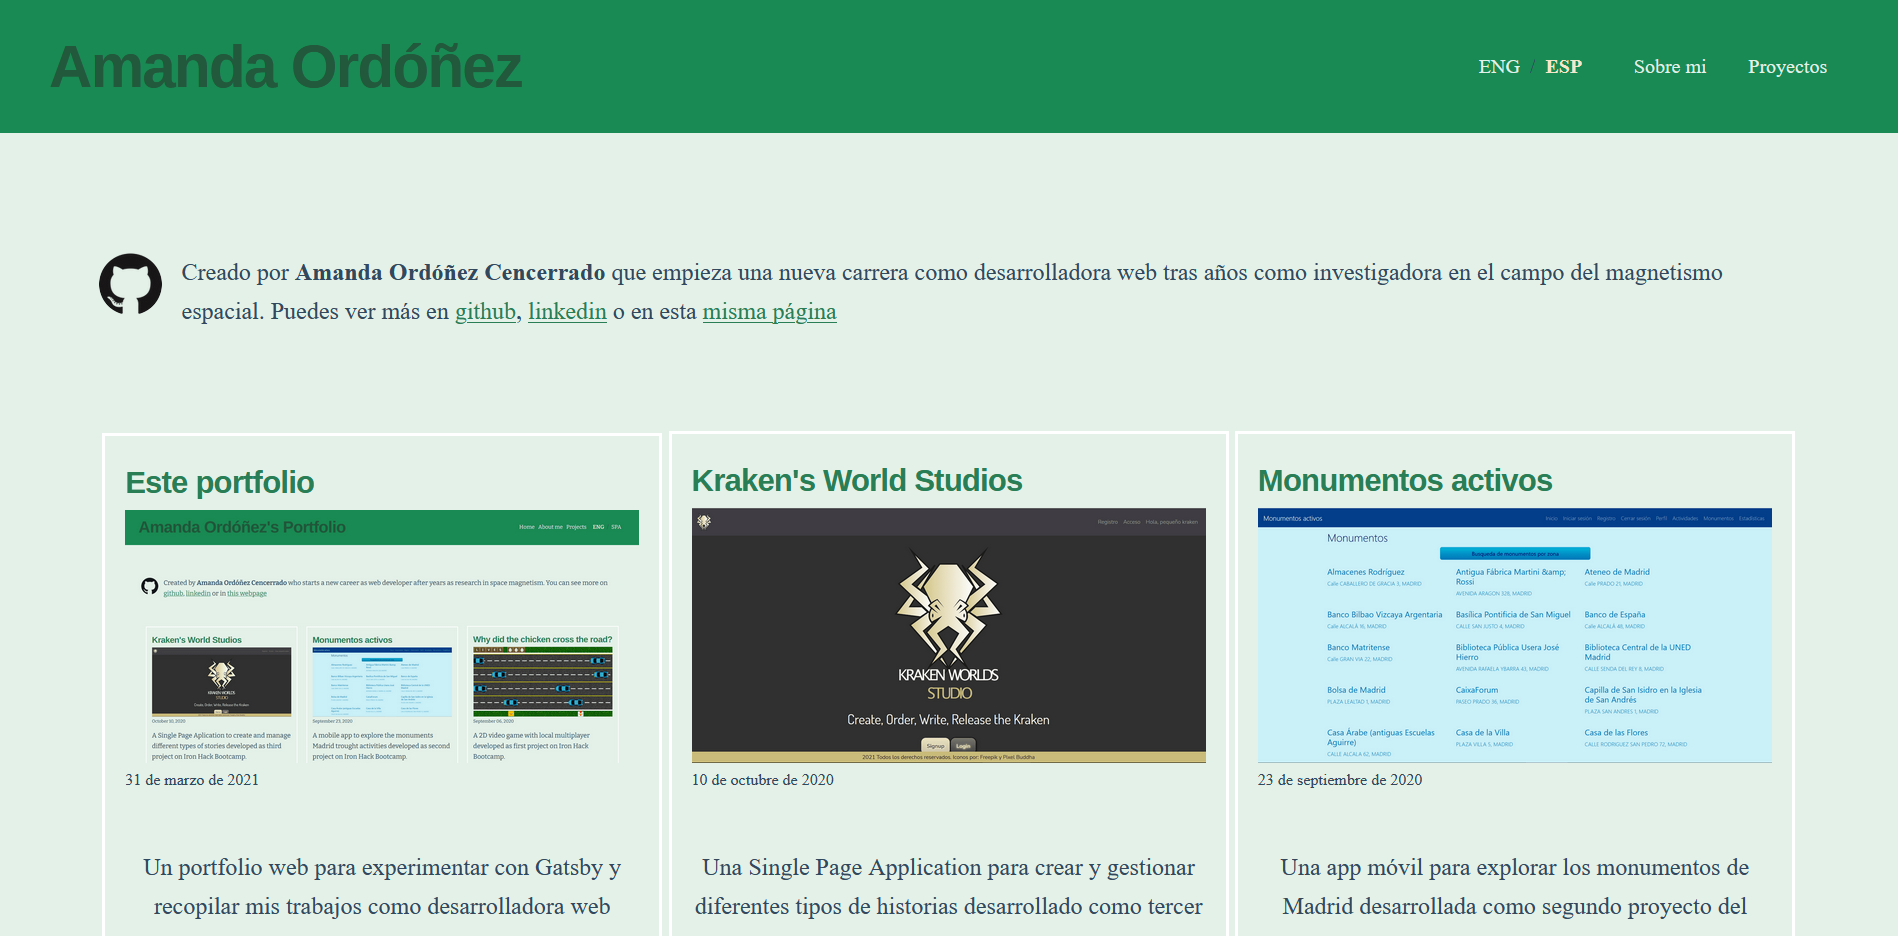 Amanda Ordóñez
ENG / ESP Sobre mi Proyectos
Creado por Amanda Ordóñez Cencerrado que empieza una nueva carrera como desarrolladora web tras años como investigadora en el campo del magnetismo
espacial. Puedes ver más en github, linkedin o en esta misma página
Este portfolio
Amanda Ordóñez's Portfolio
Home About me Projects ENG SPA
Created by Amanda Ordóñez Cencerrado who starts a new career as web developer after years as research in space magnetism. You can see more on
github, linkedin or in this webpage
Kraken's World Studios
KRAKEN WORLDS
STUDIO
Create, Order, Write, Release the Kraken
October 10, 2020
A Single Page Aplication to create and manage
different types of stories developed as third
project on Iron Hack Bootcamp.
Monumentos activos
September 23, 2020
A mobile app to explore the monuments
Madrid trought activities developed as second
project on Iron Hack Bootcamp.
Why did the chicken cross the road?
September 06, 2020
A 2D video game with local multiplayer
developed as first project on Iron Hack
Bootcamp.
31 de marzo de 2021
Un portfolio web para experimentar con Gatsby y
recopilar mis trabajos como desarrolladora web
Kraken's World Studios
Registro Acceso Hola, pequeño kraken
KRAKEN WORLDS
STUDIO
Create, Order, Write, Release the Kraken
Signup Login
2021 Todos los derechos reservados. Iconos por: Freepik y Pixel Buddha
10 de octubre de 2020
Una Single Page Application para crear y gestionar
diferentes tipos de historias desarrollado como tercer
Monumentos activos
Monumentos activos
Inicio Iniciar sesión Registro Cerrar sesión Perfil Actividades Monumentos Estadísticas
Monumentos
Busqueda de monumentos por zona
Almacenes Rodríguez
Calle CABALLERO DE GRACIA 3, MADRID
Antigua Fábrica Martini &amp;
Rossi
AVENIDA ARAGON 328, MADRID
Ateneo de Madrid
Calle PRADO 21, MADRID
Banco Bilbao Vizcaya Argentaria
Calle ALCALÁ 16, MADRID
Basílica Pontificia de San Miguel
CALLE SAN JUSTO 4, MADRID
Banco de España
Calle ALCALÁ 48, MADRID
Banco Matritense
Calle GRAN VIA 22, MADRID
Biblioteca Pública Usera José
Hierro
AVENIDA RAFAELA YBARRA 43, MADRID
Biblioteca Central de la UNED
Madrid
CALLE SENDA DEL REY 8, MADRID
Bolsa de Madrid
PLAZA LEALTAD 1, MADRID
CaixaForum
PASEO PRADO 36, MADRID
Capilla de San Isidro en la Iglesia
de San Andrés
PLAZA SAN ANDRES 1, MADRID
Casa Árabe (antiguas Escuelas
Aguirre)
CALLE ALCALA 62, MADRID
Casa de la Villa
PLAZA VILLA 5, MADRID
Casa de las Flores
CALLE RODRIGUEZ SAN PEDRO 72, MADRID
23 de septiembre de 2020
Una app móvil para explorar los monumentos de
Madrid desarrollada como segundo proyecto del